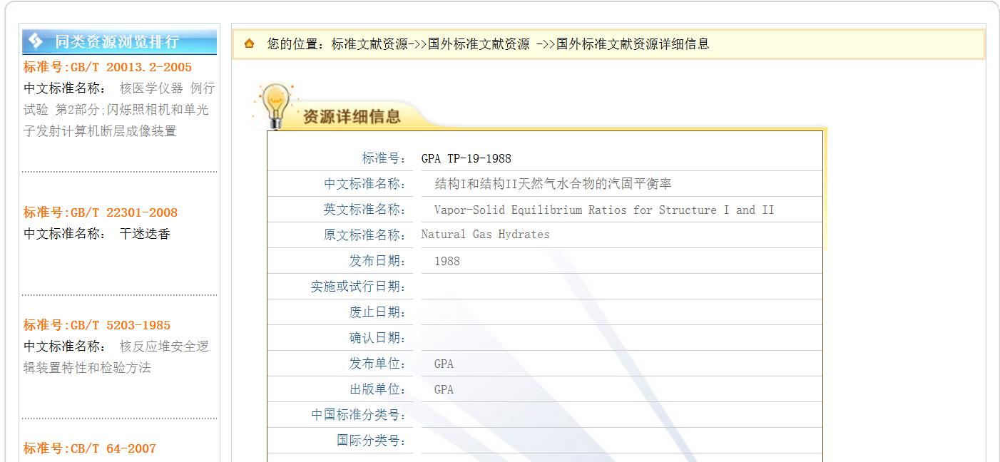 同类资源浏览排行
标准号:GB/T 20013.2-2005
中文标准名称： 核医学仪器 例行
试验 第2部分;闪烁照相机和单光
子发射计算机断层成像装置
标准号:GB/T 22301-2008
中文标准名称： 干迷迭香
标准号:GB/T 5203-1985
中文标准名称： 核反应堆安全逻
辑装置特性和检验方法
标准号:CB/T 64-2007
您的位置：标准文献资源->>国外标准文献资源 ->>国外标准文献资源详细信息
资源详细信息
标准号： GPA TP-19-1988
中文标准名称： 结构I和结构II天然气水合物的汽固平衡率
英文标准名称： Vapor-Solid Equilibrium Ratios for Structure I and II
原文标准名称： Natural Gas Hydrates
发布日期： 1988
实施或试行日期：
废止日期：
确认日期：
发布单位： GPA
出版单位： GPA
中国标准分类号：
国际分类号：